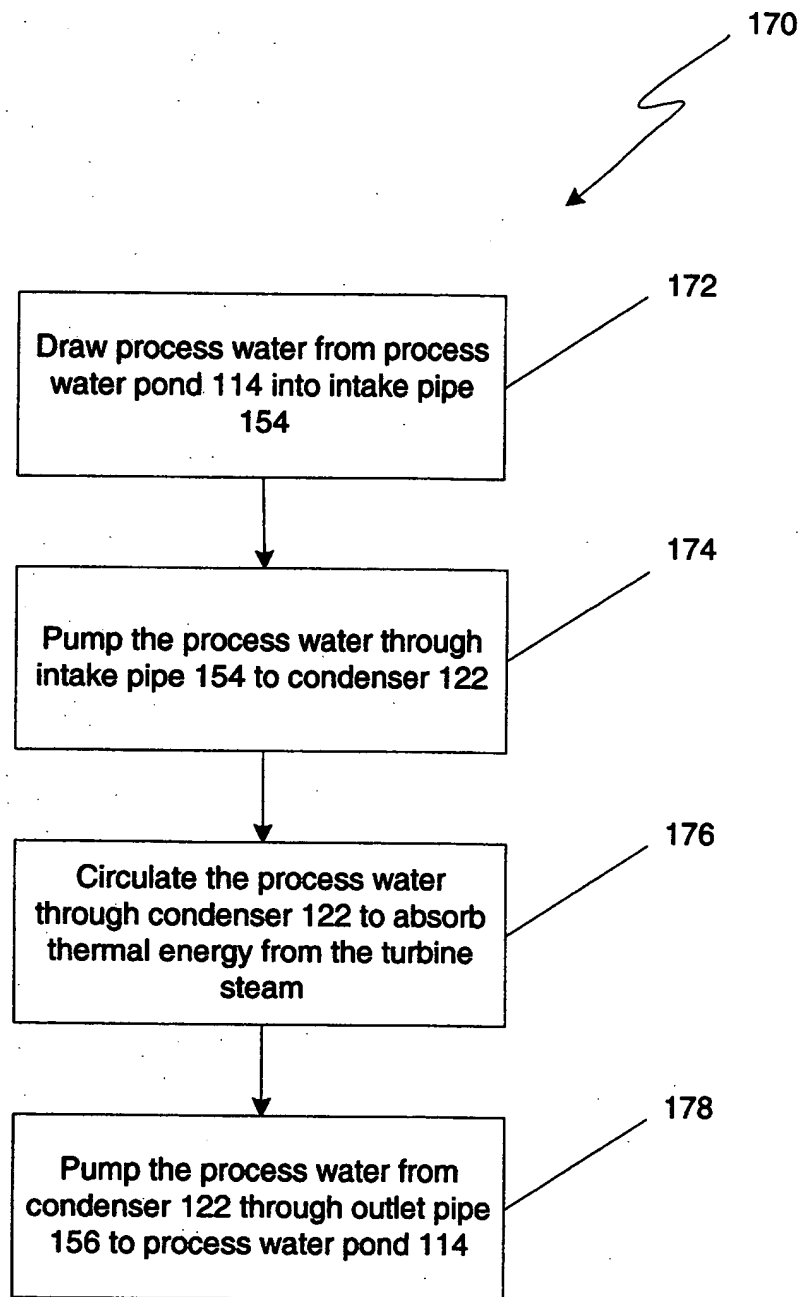 170
172
Draw process water from process
water pond 114 into intake pipe
154
174
Pump the process water through
intake pipe 154 to condenser 122
176
Circulate the process water
through condenser 122 to absorb
thermal energy from the turbine
steam
178
Pump the process water from
condenser 122 through outlet pipe
156 to process water pond 114